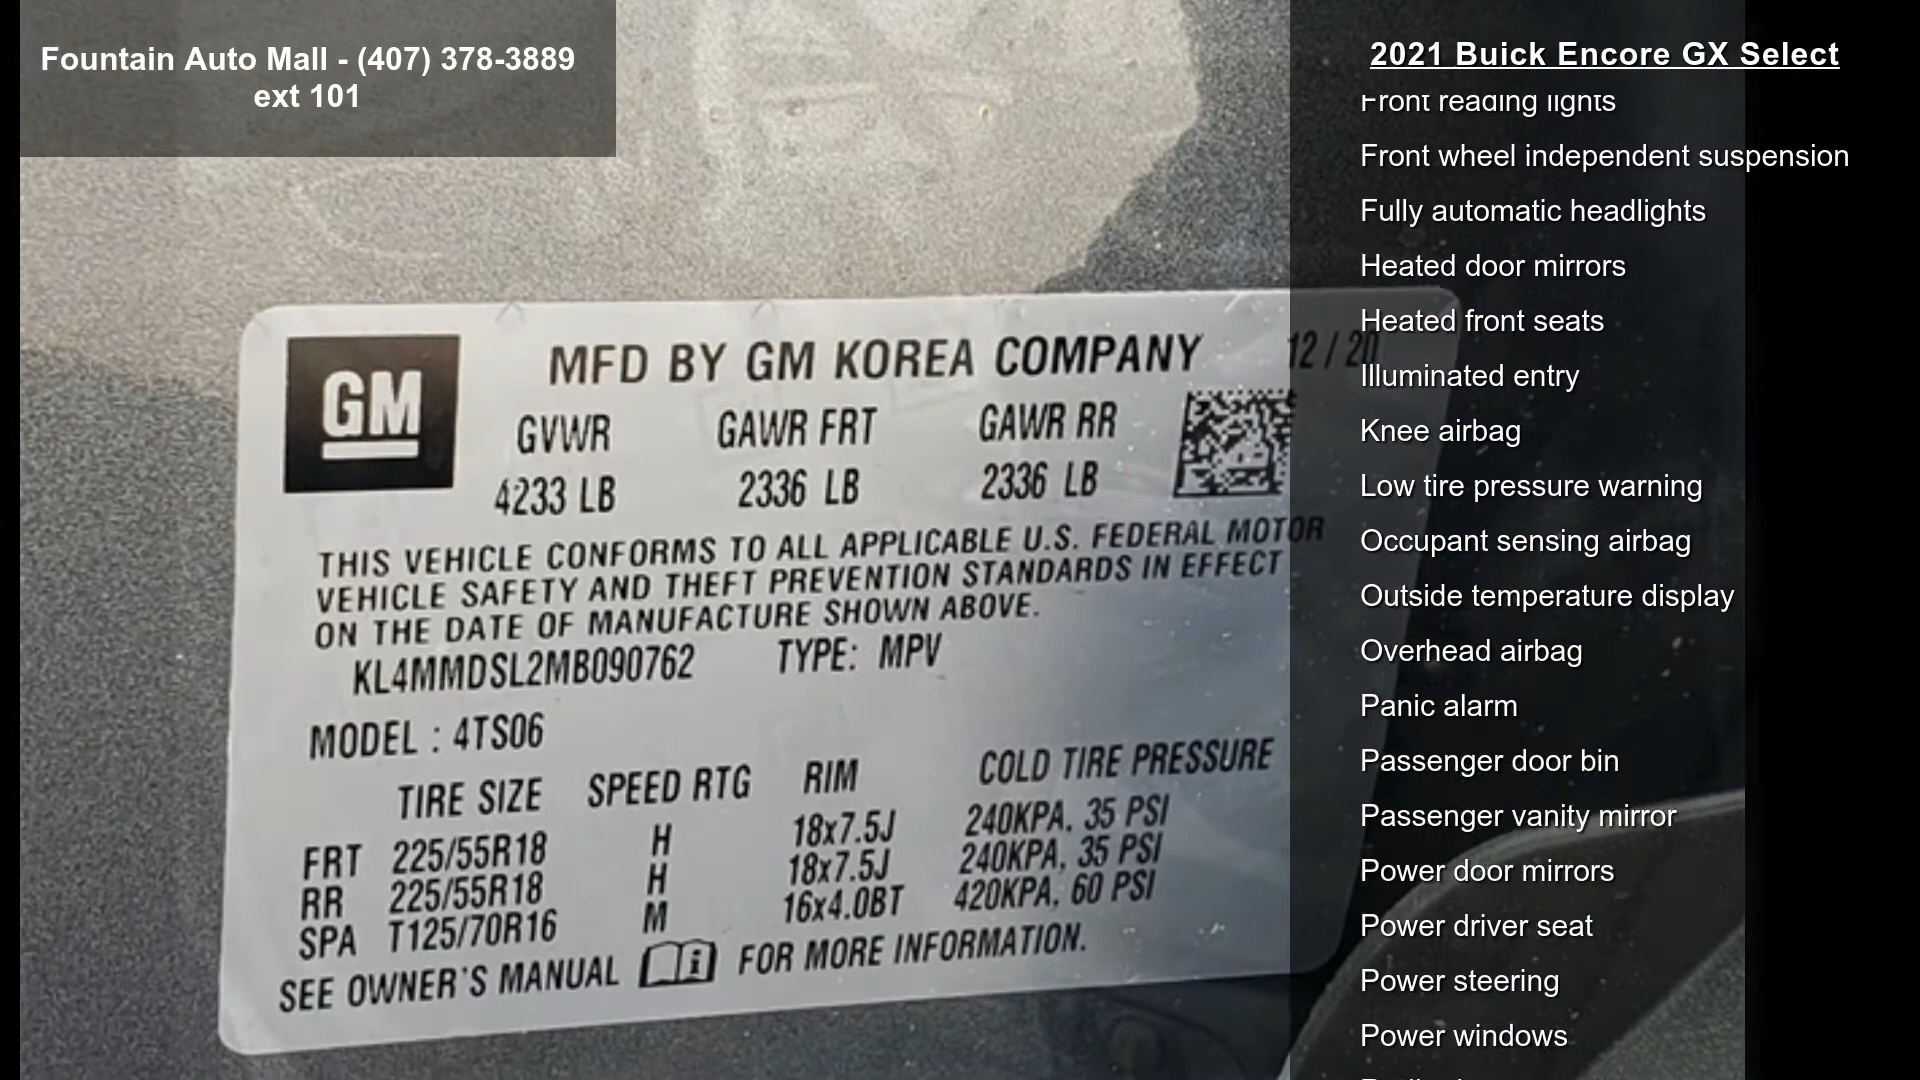 Fountain Auto Mall - (407) 378-3889
ext 101
2021 Buick Encore GX Select
Front reading lights
Front wheel independent suspension
Fully automatic headlights
Heated door mirrors
Heated front seats
Illuminated entry
Knee airbag
Low tire pressure warning
Occupant sensing airbag
Outside temperature display
Overhead airbag
Panic alarm
Passenger door bin
Passenger vanity mirror
Power door mirrors
Power driver seat
Power steering
Power windows
GM
MFD BY GM KOREA COMPANY 12 / 20
GVWR GAWR FRT GAWR RR
4233 LB 2336 LB 2336 LB
THIS VEHICLE CONFORMS TO ALL APPLICABLE U.S. FEDERAL MOTOR
VEHICLE SAFETY AND THEFT PREVENTION STANDARDS IN EFFECT
ON THE DATE OF MANUFACTURE SHOWN ABOVE.
KL4MMDSL2MB090762 TYPE: MPV
MODEL : 4TS06
TIRE SIZE SPEED RTG RIM COLD TIRE PRESSURE
FRT 225/55R18 H 18x7.5J 240KPA, 35 PSI
RR 225/55R18 H 18x7.5J 240KPA, 35 PSI
SPA T125/70R16 M 16x4.0BT 420KPA, 60 PSI
SEE OWNER'S MANUAL FOR MORE INFORMATION.